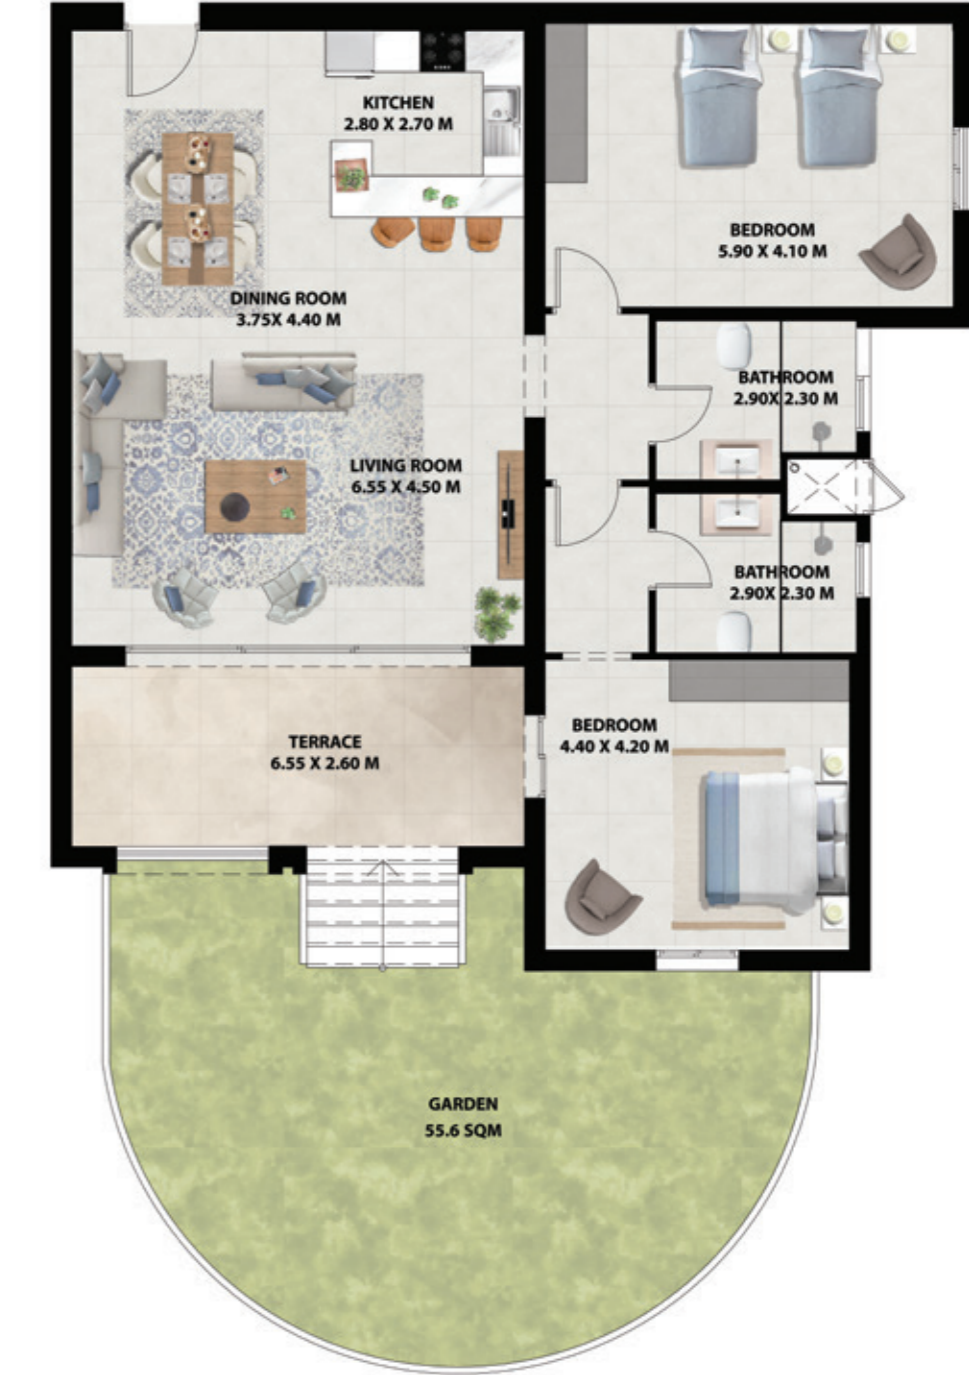 KITCHEN
2.80 X 2.70 M
BEDROOM
5.90 X 4.10 M
DINING ROOM
3.75X 4.40 M
BATHROOM
2.90X 2.30 M
LIVING ROOM
6.55 X 4.50 M
BATHROOM
2.90X 2.30 M
BEDROOM
4.40 X 4.20 M
TERRACE
6.55 X 2.60 M
GARDEN
55.6 SQM